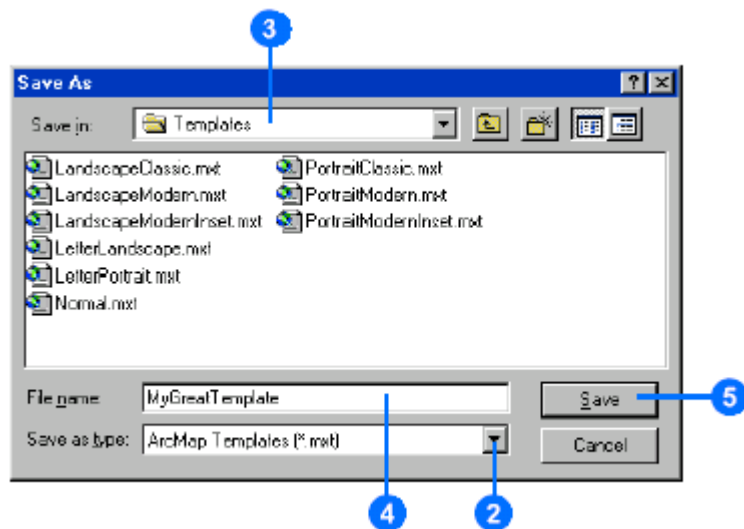 3
Save As
Save in: Templates
LandscapeClassic.mxt PortraitClassic.mxt
LandscapeModern.mxt PortraitModern.mxt
LandscapeModernInset.mxt PortraitModernInset.mxt
LetterLandscape.mxt
LetterPortrait.mxt
Normal.mxt
File name: MyGreatTemplate Save 5
Save as type: ArcMap Templates (*.mxt) Cancel
4 2